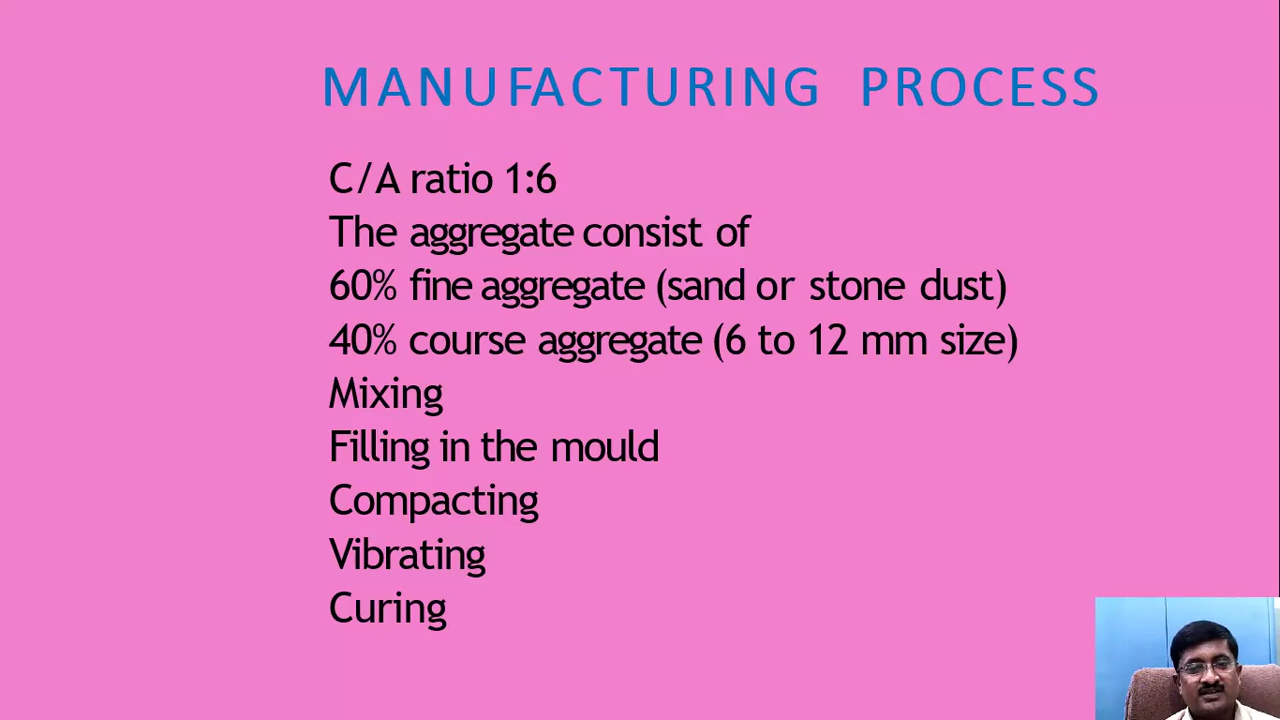 MANUFACTURING PROCESS
C/A ratio 1:6
The aggregate consist of
60% fine aggregate (sand or stone dust)
40% course aggregate (6 to 12 mm size)
Mixing
Filling in the mould
Compacting
Vibrating
Curing